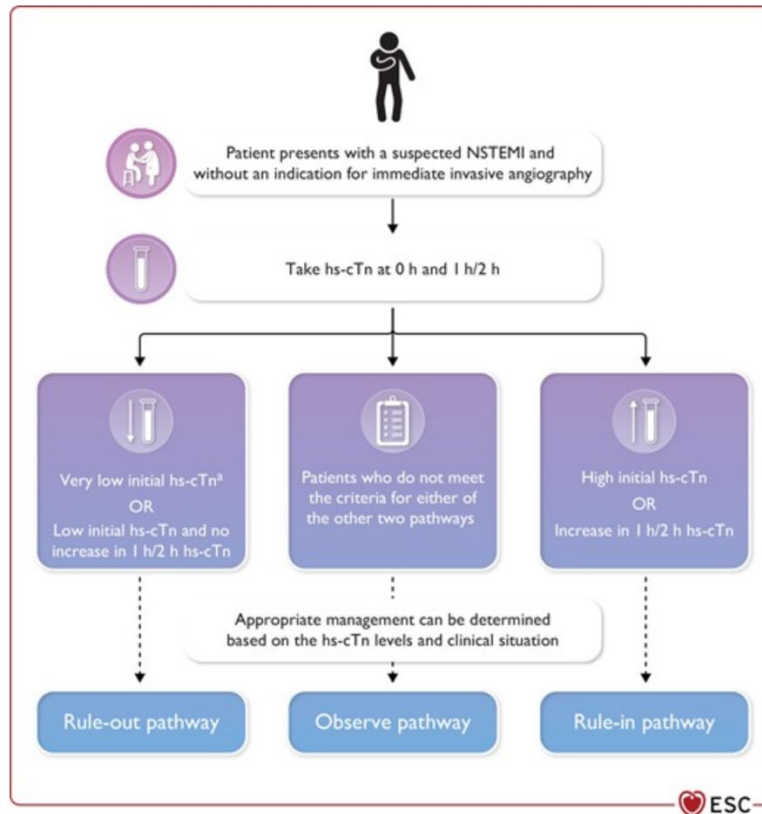 Patient presents with a suspected NSTEMI and
without an indication for immediate invasive angiography
Take hs-cTn at 0 h and 1 h/2 h
Very low initial hs-cTnᵃ
OR
Low initial hs-cTn and no
increase in 1 h/2 h hs-cTn
Patients who do not meet
the criteria for either of
the other two pathways
High initial hs-cTn
OR
Increase in 1 h/2 h hs-cTn
Appropriate management can be determined
based on the hs-cTn levels and clinical situation
Rule-out pathway
Observe pathway
Rule-in pathway
ESC